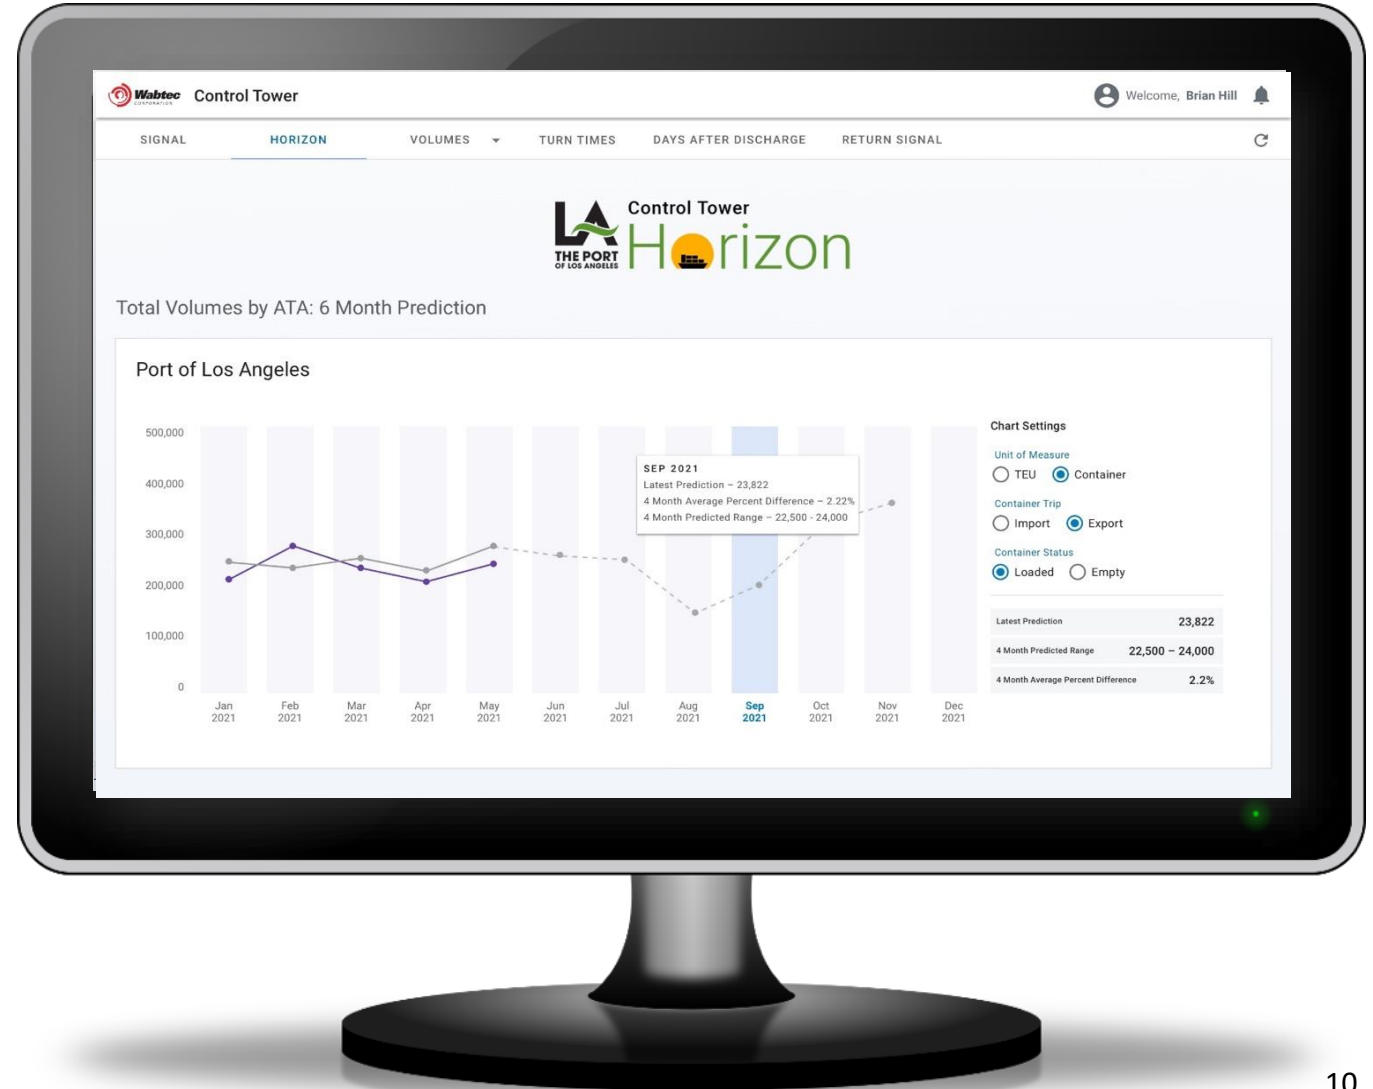 Wabtec Control Tower
CORPORATION
Welcome, Brian Hill
SIGNAL HORIZON VOLUMES TURN TIMES DAYS AFTER DISCHARGE RETURN SIGNAL
LA
THE PORT
OF LOS ANGELES
Control Tower
Horizon
Total Volumes by ATA: 6 Month Prediction
Port of Los Angeles
500,000
400,000
300,000
200,000
100,000
0
SEP 2021
Latest Prediction – 23,822
4 Month Average Percent Difference – 2.22%
4 Month Predicted Range – 22,500 - 24,000
Jan Feb Mar Apr May Jun Jul Aug Sep Oct Nov Dec
2021 2021 2021 2021 2021 2021 2021 2021 2021 2021 2021 2021
Chart Settings
Unit of Measure
TEU Container
Container Trip
Import Export
Container Status
Loaded Empty
Latest Prediction 23,822
4 Month Predicted Range 22,500 – 24,000
4 Month Average Percent Difference 2.2%
10